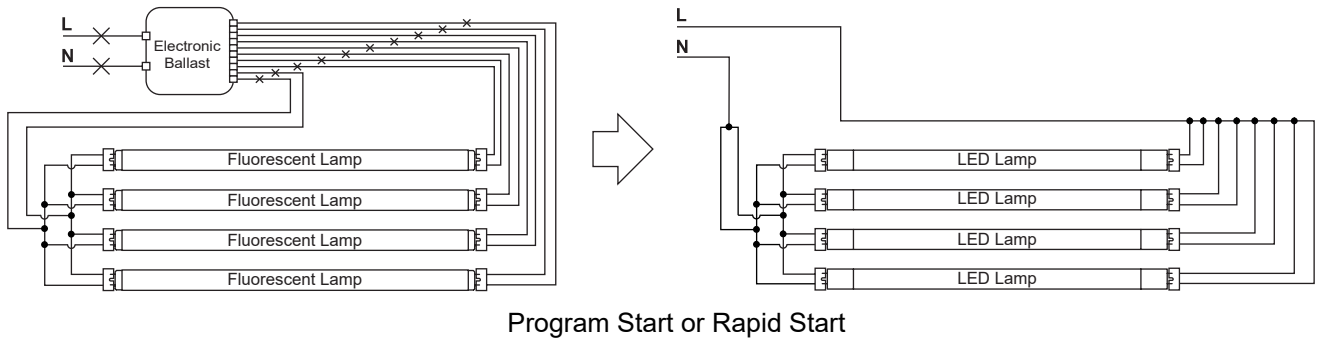 L
N
Electronic
Ballast
Fluorescent Lamp
Fluorescent Lamp
Fluorescent Lamp
Fluorescent Lamp
L
N
LED Lamp
LED Lamp
LED Lamp
LED Lamp
Program Start or Rapid Start